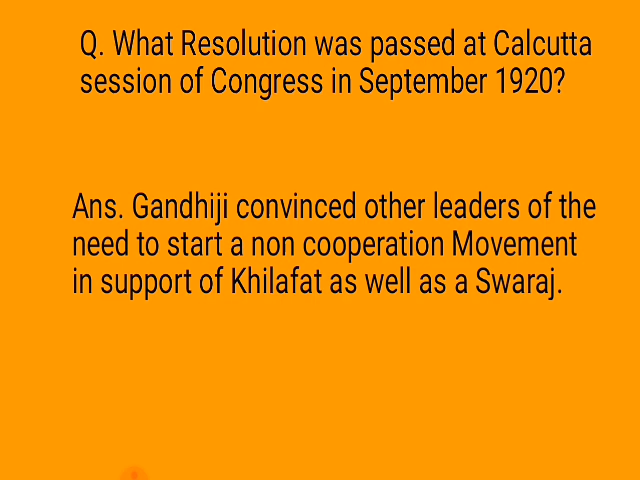 Q. What Resolution was passed at Calcutta
session of Congress in September 1920?
Ans. Gandhiji convinced other leaders of the
need to start a non cooperation Movement
in support of Khilafat as well as a Swaraj.